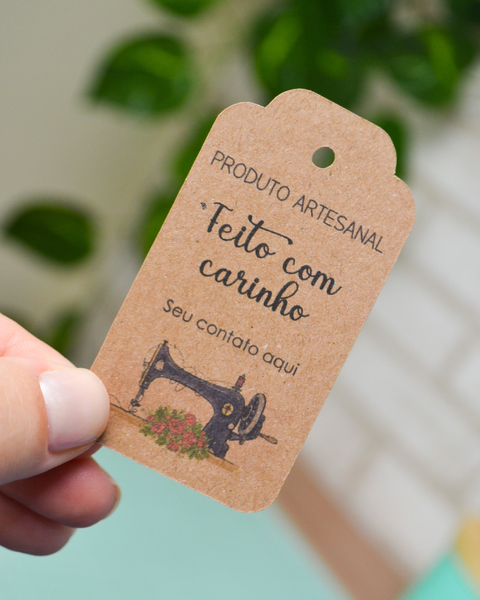 PRODUTO ARTESANAL
Feito com
carinho
Seu contato aqui